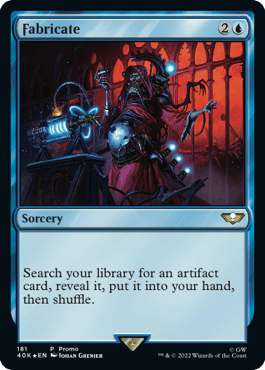 Fabricate 2
Sorcery
Search your library for an artifact
card, reveal it, put it into your hand,
then shuffle.
181 P Promo © GW
40K EN Johan Grenier ™ & © 2022 Wizards of the Coast